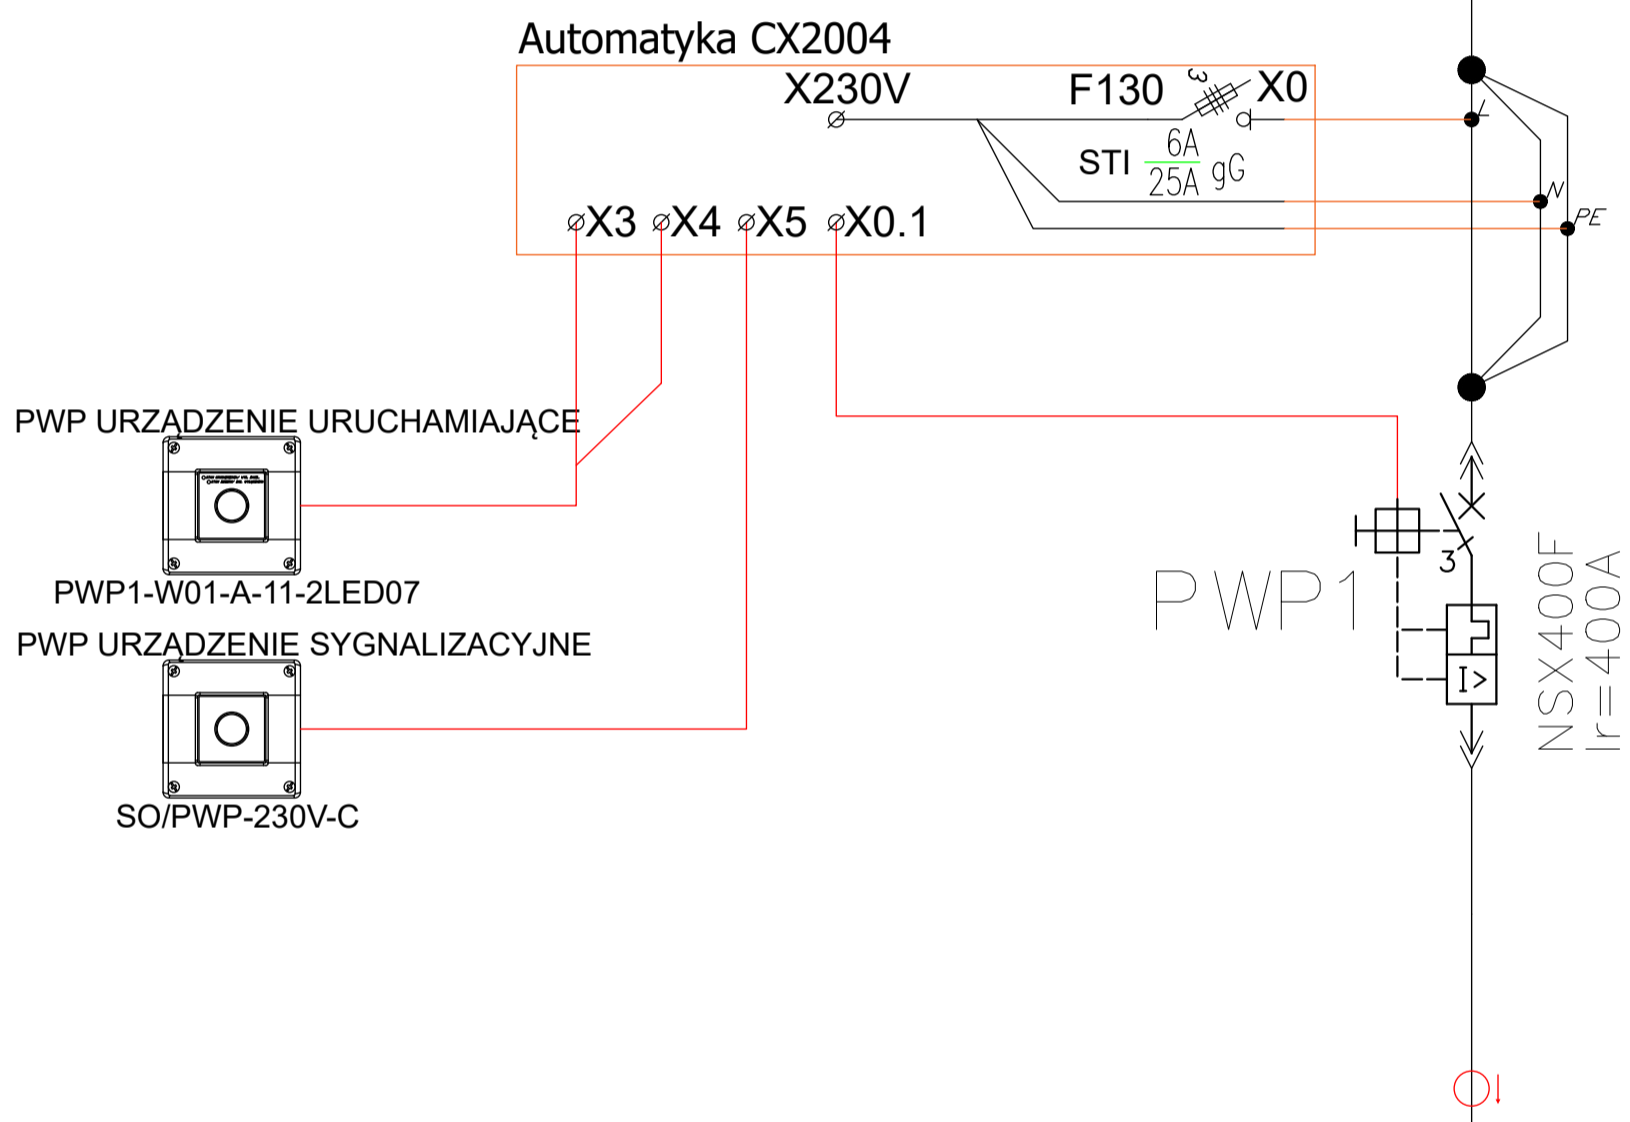 Automatyka CX2004
X230V
F130
3
X0
L
STI 6A
25A gG
N
PE
X3
X4
X5
X0.1
PWP URZĄDZENIE URUCHAMIAJĄCE
PWP1-W01-A-11-2LED07
PWP URZĄDZENIE SYGNALIZACYJNE
SO/PWP-230V-C
PWP1
3
I>
NSX400F
Ir=400A